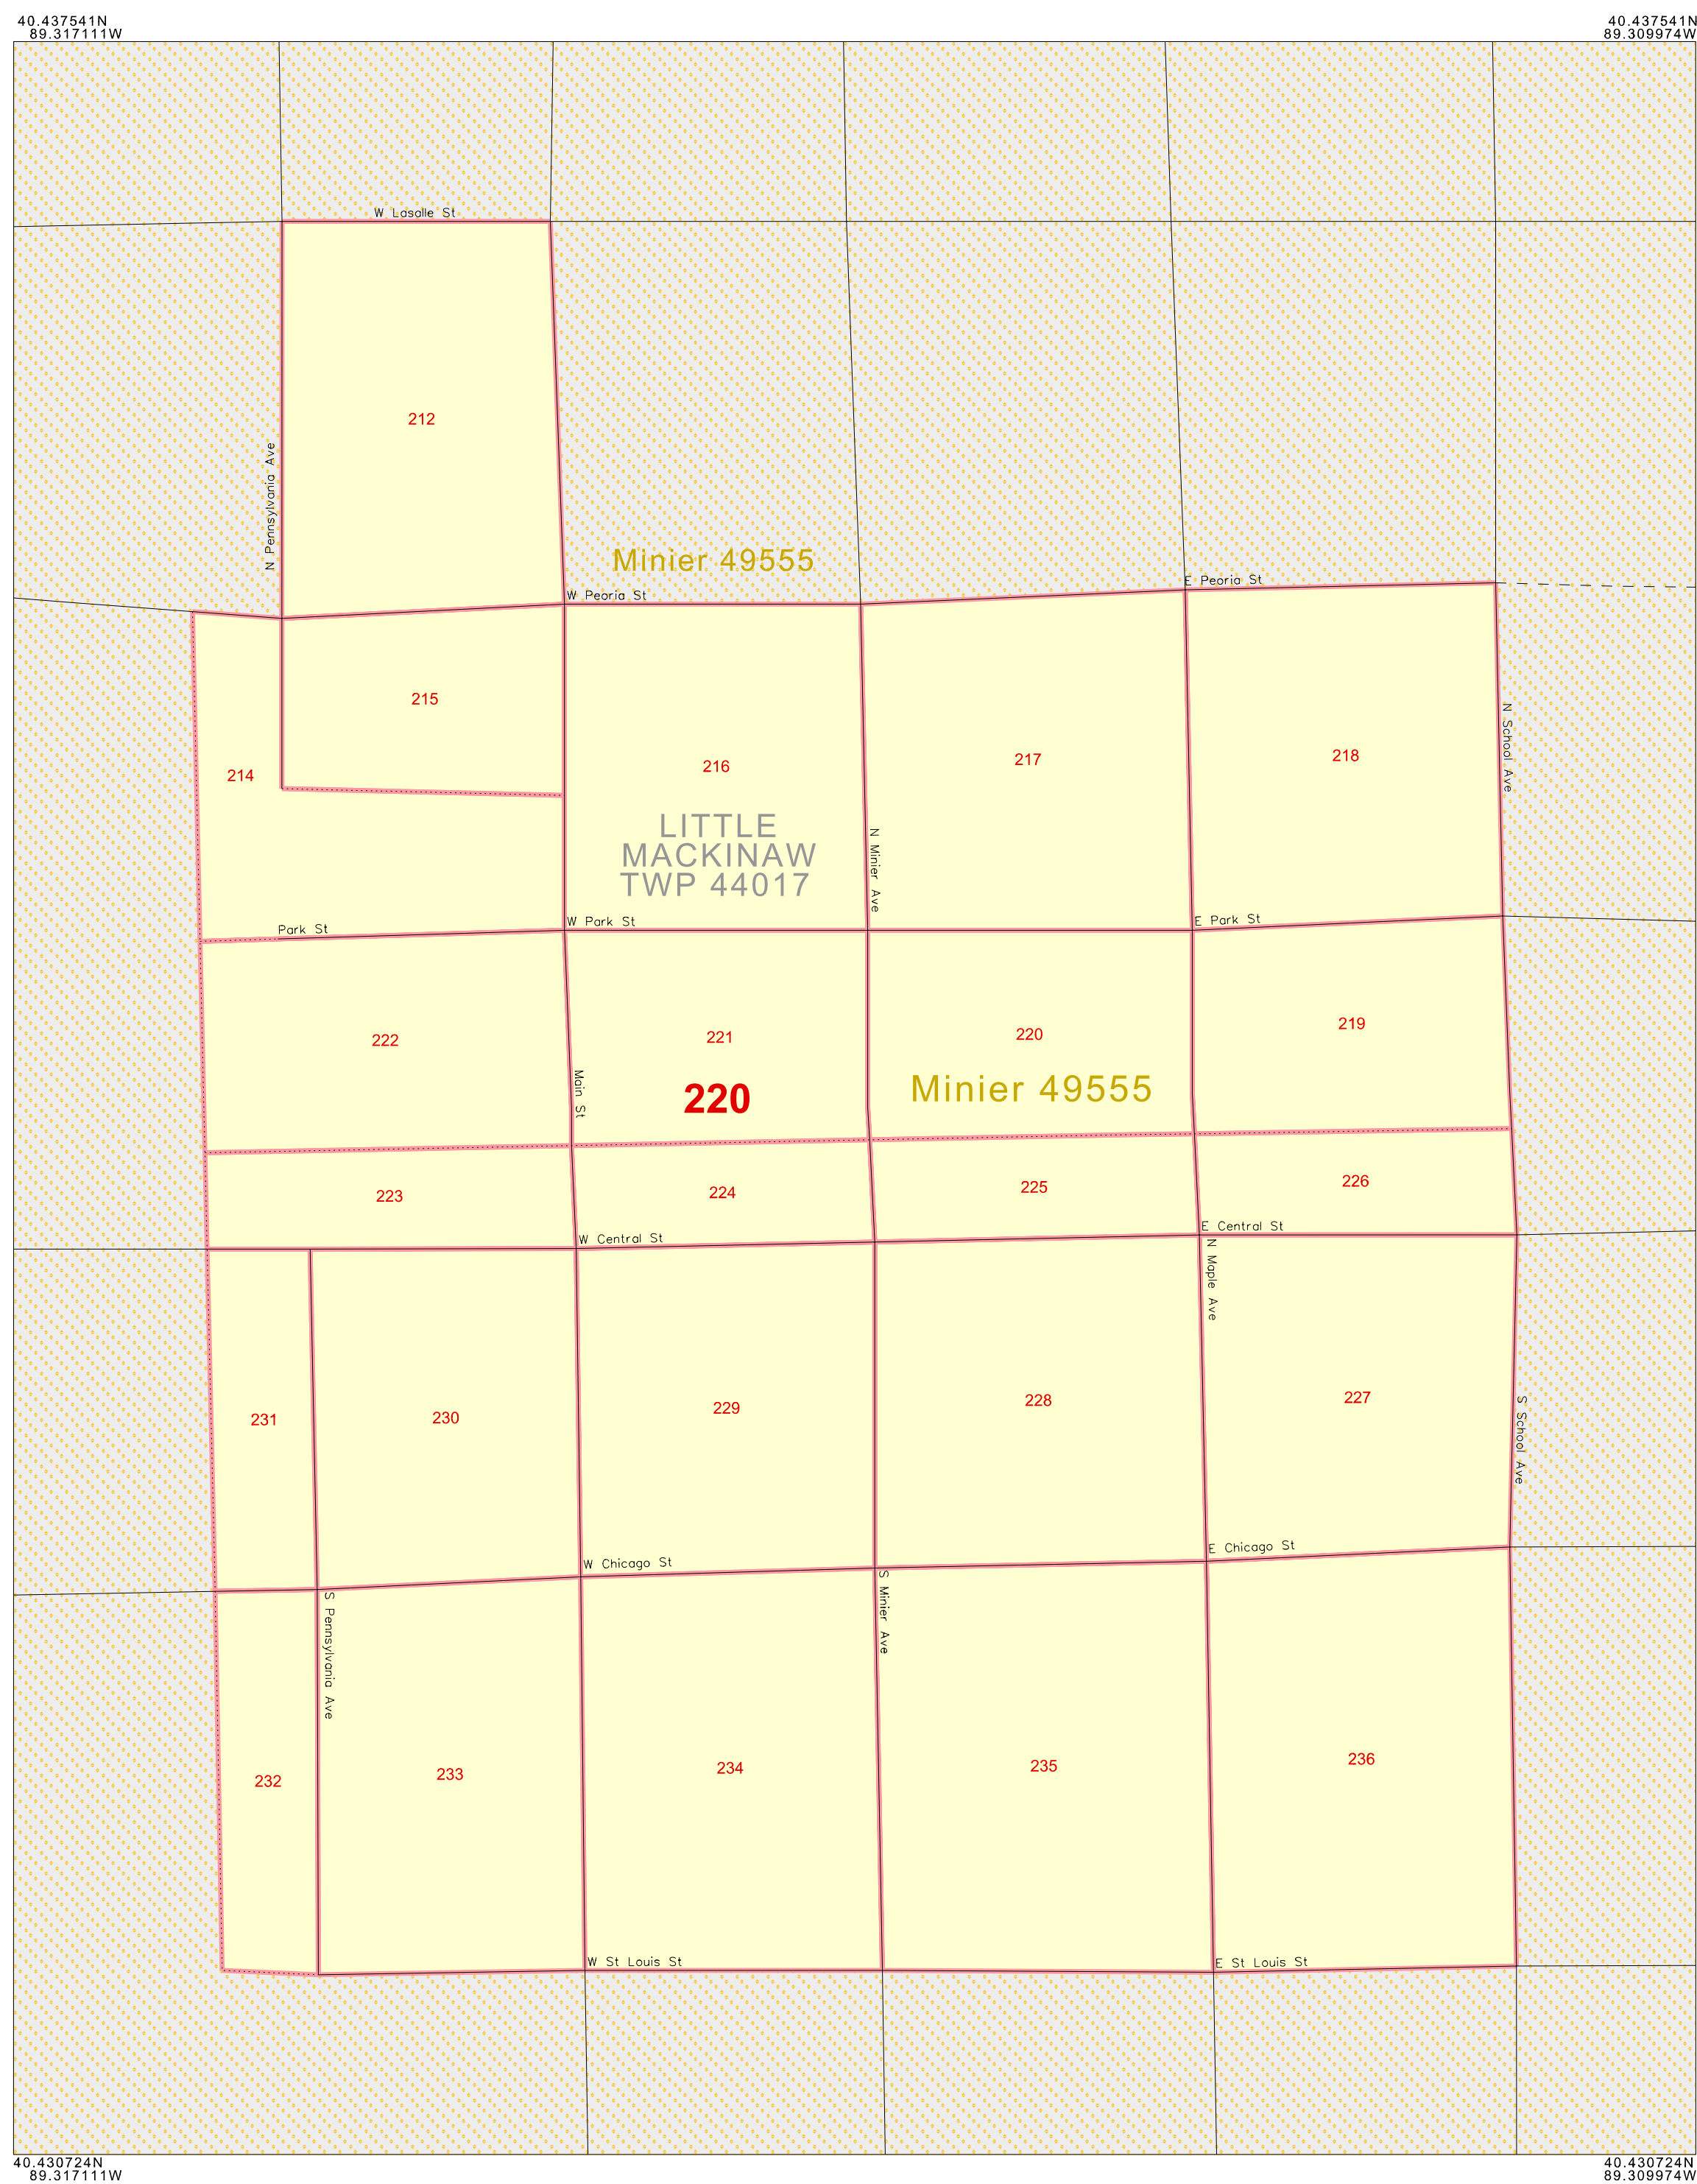 40.437541N
89.317111W
40.437541N
89.309974W
W Lasalle St
212
N Pennsylvania Ave
Minier 49555
E Peoria St
W Peoria St
215
N School Ave
218
217
216
214
LITTLE
MACKINAW
TWP 44017
N Minier Ave
E Park St
W Park St
Park St
219
220
221
222
Main St
220
Minier 49555
226
225
224
223
E Central St
W Central St
N Maple Ave
227
228
229
230
231
S School Ave
E Chicago St
W Chicago St
S Minier Ave
S Pennsylvania Ave
236
235
234
233
232
W St Louis St
E St Louis St
40.430724N
89.317111W
40.430724N
89.309974W